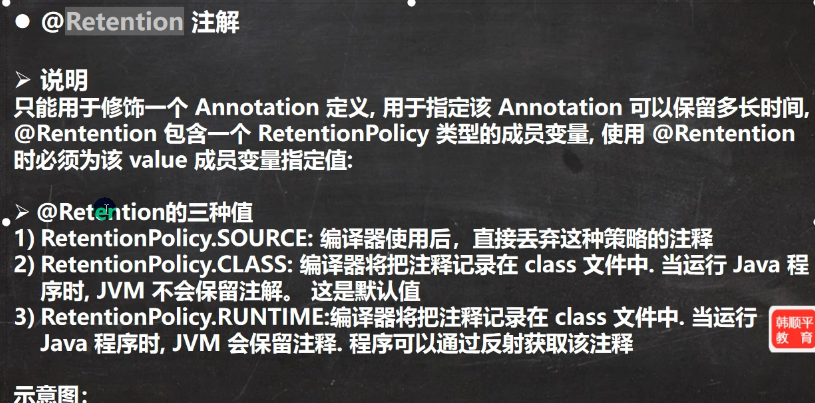 ● @Retention 注解
➢ 说明
只能用于修饰一个 Annotation 定义, 用于指定该 Annotation 可以保留多长时间,
@Rentention 包含一个 RetentionPolicy 类型的成员变量, 使用 @Rentention
时必须为该 value 成员变量指定值:
➢ @Retention的三种值
1) RetentionPolicy.SOURCE: 编译器使用后，直接丢弃这种策略的注释
2) RetentionPolicy.CLASS: 编译器将把注释记录在 class 文件中. 当运行 Java 程
序时, JVM 不会保留注解。 这是默认值
3) RetentionPolicy.RUNTIME:编译器将把注释记录在 class 文件中. 当运行
Java 程序时, JVM 会保留注释. 程序可以通过反射获取该注释
韩顺平
教 育
示意图：